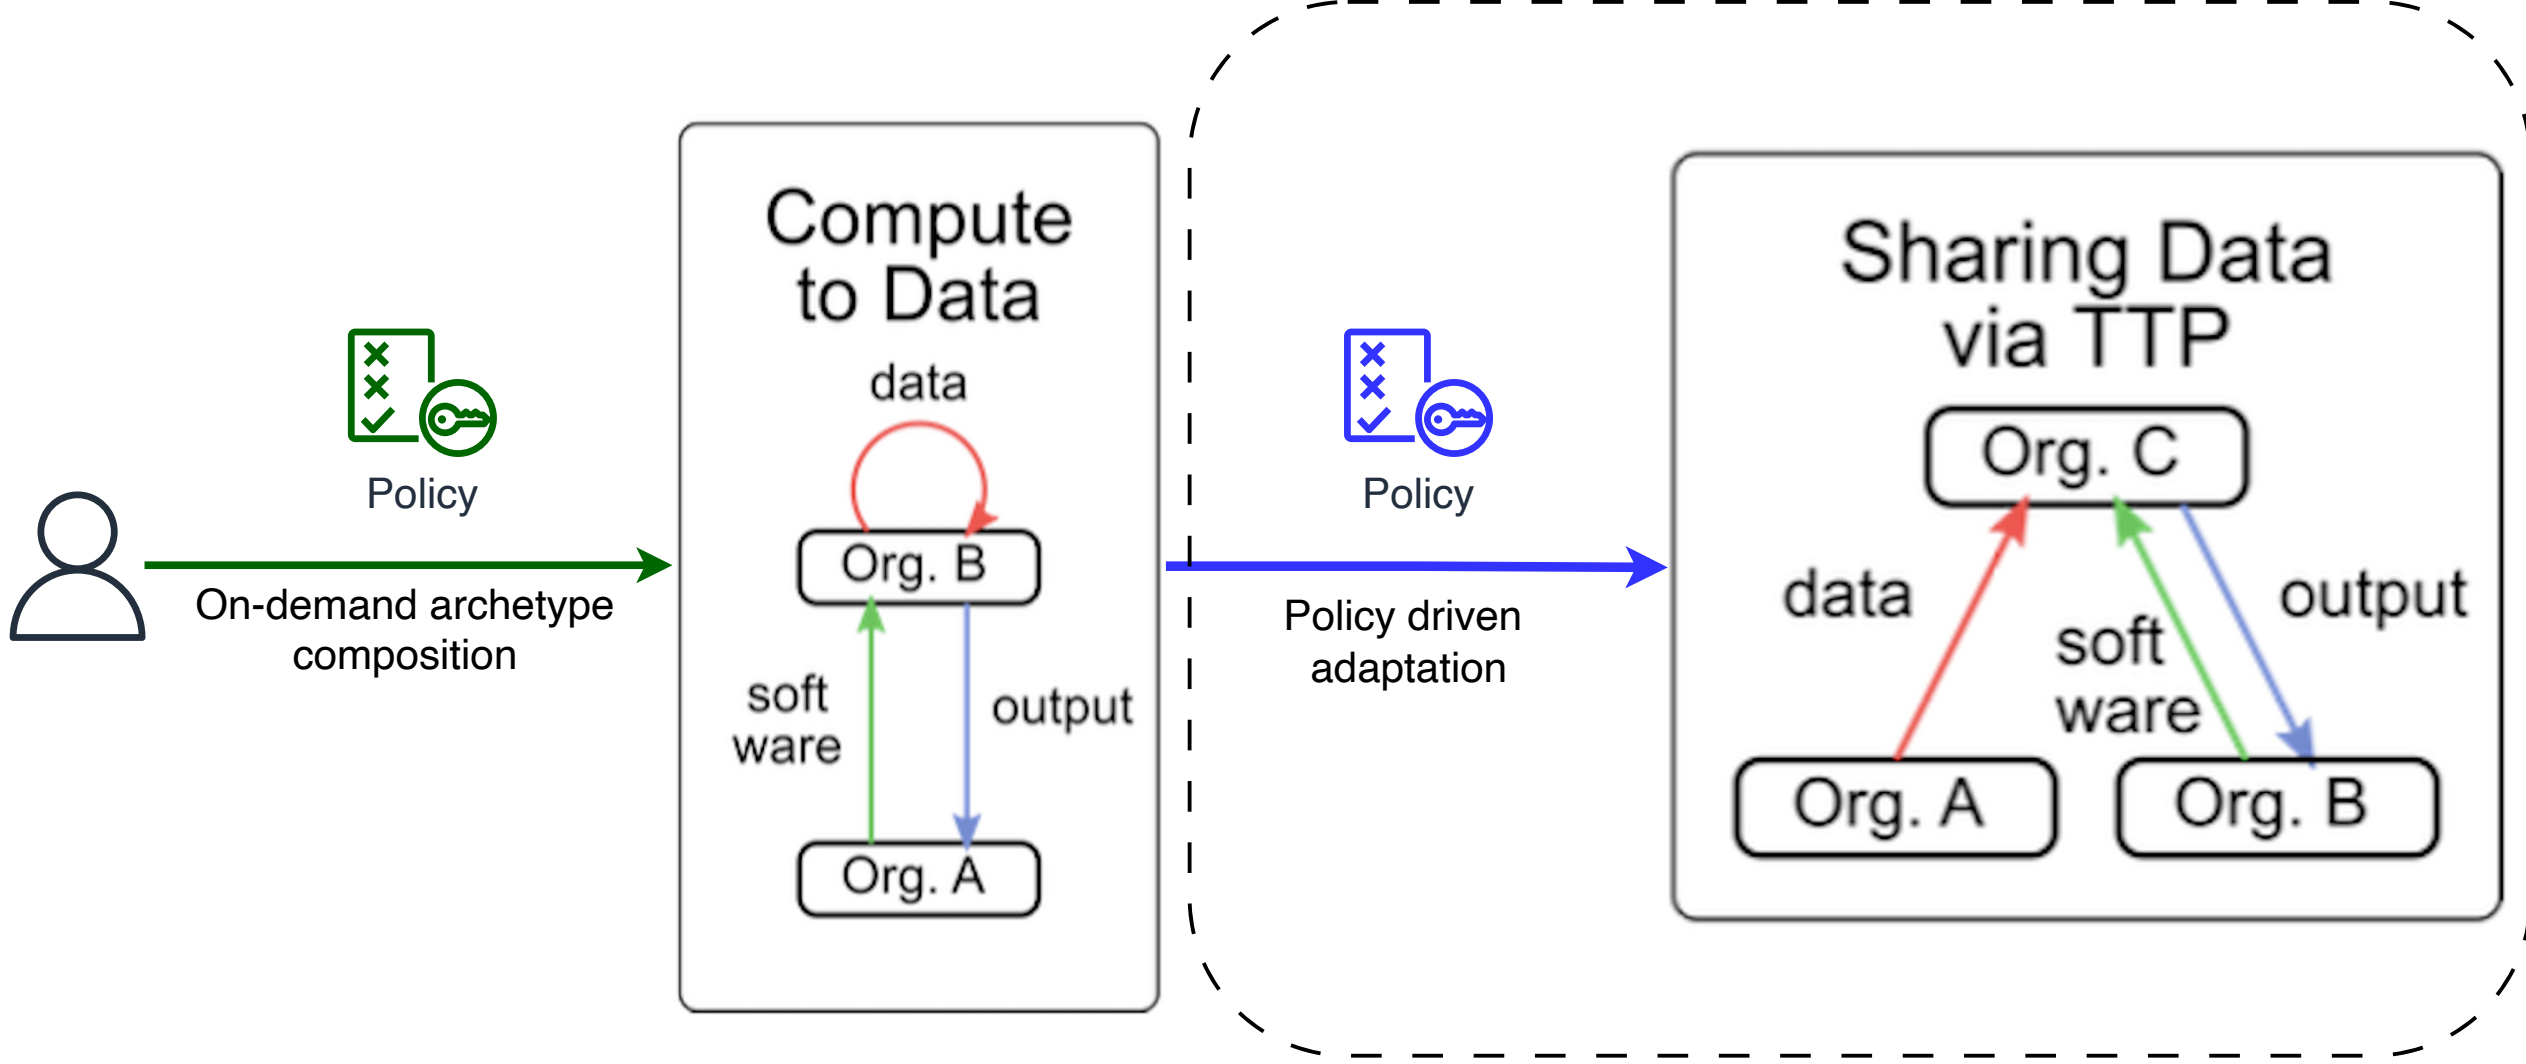 Policy
On-demand archetype
composition
Compute
to Data
data
Org. B
soft
ware
output
Org. A
Policy
Policy driven
adaptation
Sharing Data
via TTP
Org. C
data
soft
ware
output
Org. A
Org. B